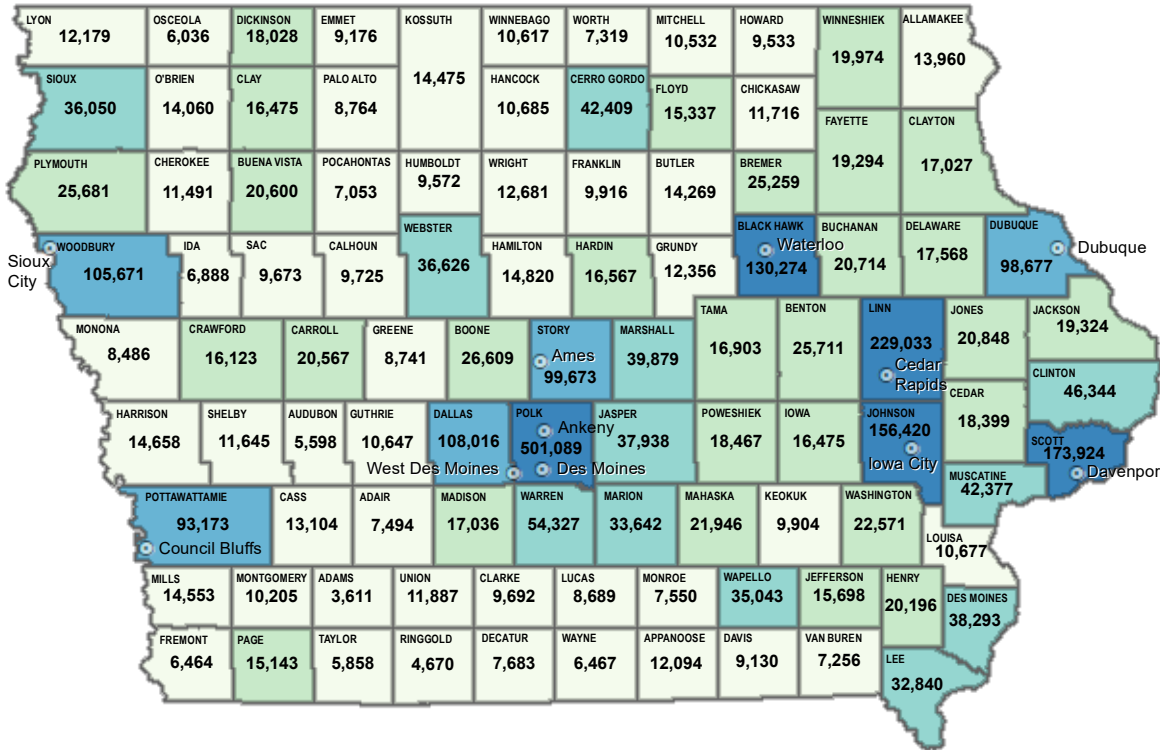 LYON
12,179
OSCEOLA
6,036
DICKINSON
18,028
EMMET
9,176
KOSSUTH
14,475
WINNEBAGO
10,617
WORTH
7,319
MITCHELL
10,532
HOWARD
9,533
WINNESHIEK
19,974
ALLAMAKEE
13,960
SIOUX
36,050
O'BRIEN
14,060
CLAY
16,475
PALO ALTO
8,764
HANCOCK
10,685
CERRO GORDO
42,409
FLOYD
15,337
CHICKASAW
11,716
FAYETTE
19,294
CLAYTON
17,027
PLYMOUTH
25,681
CHEROKEE
11,491
BUENA VISTA
20,600
POCAHONTAS
7,053
HUMBOLDT
9,572
WRIGHT
12,681
FRANKLIN
9,916
BUTLER
14,269
BREMER
25,259
Sioux
City
WOODBURY
105,671
IDA
6,888
SAC
9,673
CALHOUN
9,725
WEBSTER
36,626
HAMILTON
14,820
HARDIN
16,567
GRUNDY
12,356
BLACK HAWK
Waterloo
130,274
BUCHANAN
20,714
DELAWARE
17,568
DUBUQUE
98,677
Dubuque
MONONA
8,486
CRAWFORD
16,123
CARROLL
20,567
GREENE
8,741
BOONE
26,609
STORY
Ames
99,673
MARSHALL
39,879
TAMA
16,903
BENTON
25,711
LINN
229,033
Cedar
Rapids
JONES
20,848
JACKSON
19,324
CLINTON
46,344
HARRISON
14,658
SHELBY
11,645
AUDUBON
5,598
GUTHRIE
10,647
DALLAS
108,016
West Des Moines
POLK
Ankeny
501,089
Des Moines
JASPER
37,938
POWESHIEK
18,467
IOWA
16,475
JOHNSON
156,420
Iowa City
CEDAR
18,399
SCOTT
173,924
Davenpor
MUSCATINE
42,377
POTTAWATTAMIE
93,173
Council Bluffs
CASS
13,104
ADAIR
7,494
MADISON
17,036
WARREN
54,327
MARION
33,642
MAHASKA
21,946
KEOKUK
9,904
WASHINGTON
22,571
LOUISA
10,677
MILLS
14,553
MONTGOMERY
10,205
ADAMS
3,611
UNION
11,887
CLARKE
9,692
LUCAS
8,689
MONROE
7,550
WAPELLO
35,043
JEFFERSON
15,698
HENRY
20,196
DES MOINES
38,293
FREMONT
6,464
PAGE
15,143
TAYLOR
5,858
RINGGOLD
4,670
DECATUR
7,683
WAYNE
6,467
APPANOOSE
12,094
DAVIS
9,130
VAN BUREN
7,256
LEE
32,840